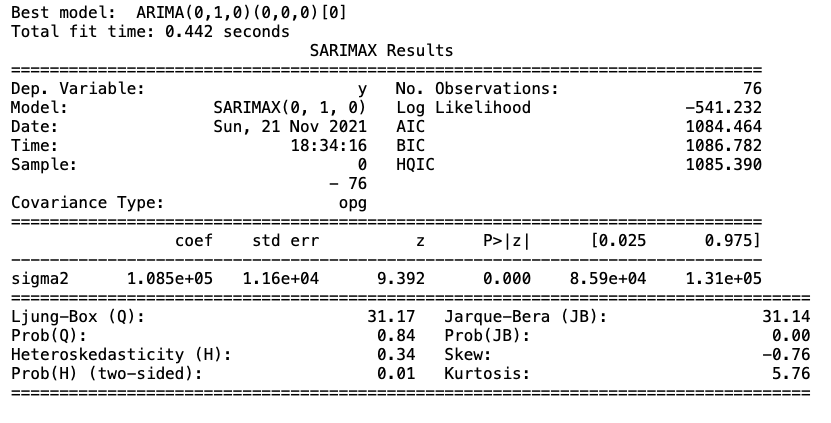 Best model:  ARIMA(0,1,0)(0,0,0)[0]
Total fit time: 0.442 seconds
                               SARIMAX Results
==============================================================================
Dep. Variable:                      y   No. Observations:                   76
Model:               SARIMAX(0, 1, 0)   Log Likelihood                -541.232
Date:                Sun, 21 Nov 2021   AIC                           1084.464
Time:                        18:34:16   BIC                           1086.782
Sample:                             0   HQIC                          1085.390
                                 - 76
Covariance Type:                  opg
==============================================================================
                 coef    std err          z      P>|z|      [0.025      0.975]
------------------------------------------------------------------------------
sigma2      1.085e+05   1.16e+04      9.392      0.000    8.59e+04    1.31e+05
===================================================================================
Ljung-Box (Q):                       31.17   Jarque-Bera (JB):                31.14
Prob(Q):                              0.84   Prob(JB):                         0.00
Heteroskedasticity (H):               0.34   Skew:                            -0.76
Prob(H) (two-sided):                  0.01   Kurtosis:                         5.76
===================================================================================